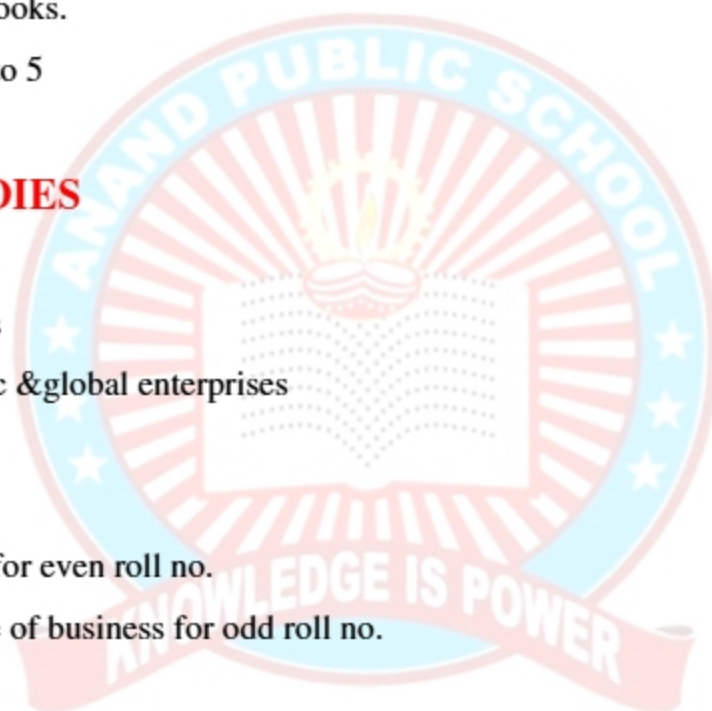 ooks.
o 5
DIES
c &global enterprises
for even roll no.
of business for odd roll no.
ANAND PUBLIC SCHOOL
KNOWLEDGE IS POWER